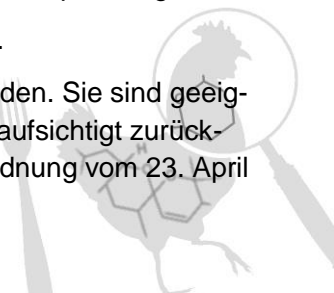 .
den. Sie sind geeig-
aufsichtigt zurück-
dnung vom 23. April